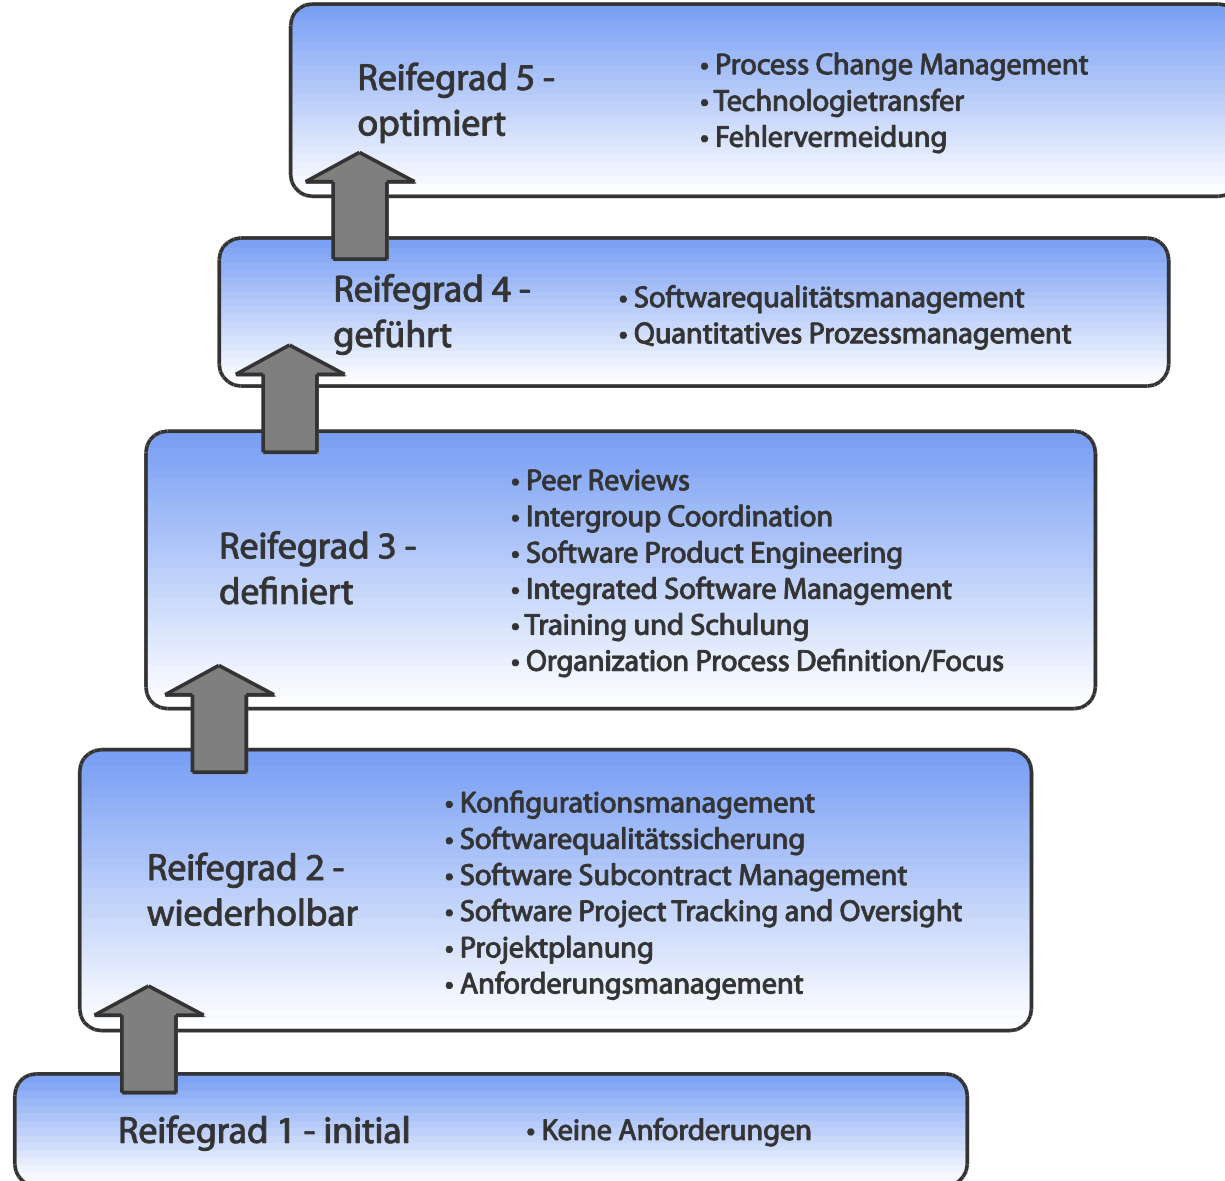 Reifegrad 5 -
optimiert
• Process Change Management
• Technologietransfer
• Fehlervermeidung
Reifegrad 4 -
geführt
• Softwarequalitätsmanagement
• Quantitatives Prozessmanagement
Reifegrad 3 -
definiert
• Peer Reviews
• Intergroup Coordination
• Software Product Engineering
• Integrated Software Management
• Training und Schulung
• Organization Process Definition/Focus
Reifegrad 2 -
wiederholbar
• Konfigurationsmanagement
• Softwarequalitätssicherung
• Software Subcontract Management
• Software Project Tracking and Oversight
• Projektplanung
• Anforderungsmanagement
Reifegrad 1 - initial
• Keine Anforderungen